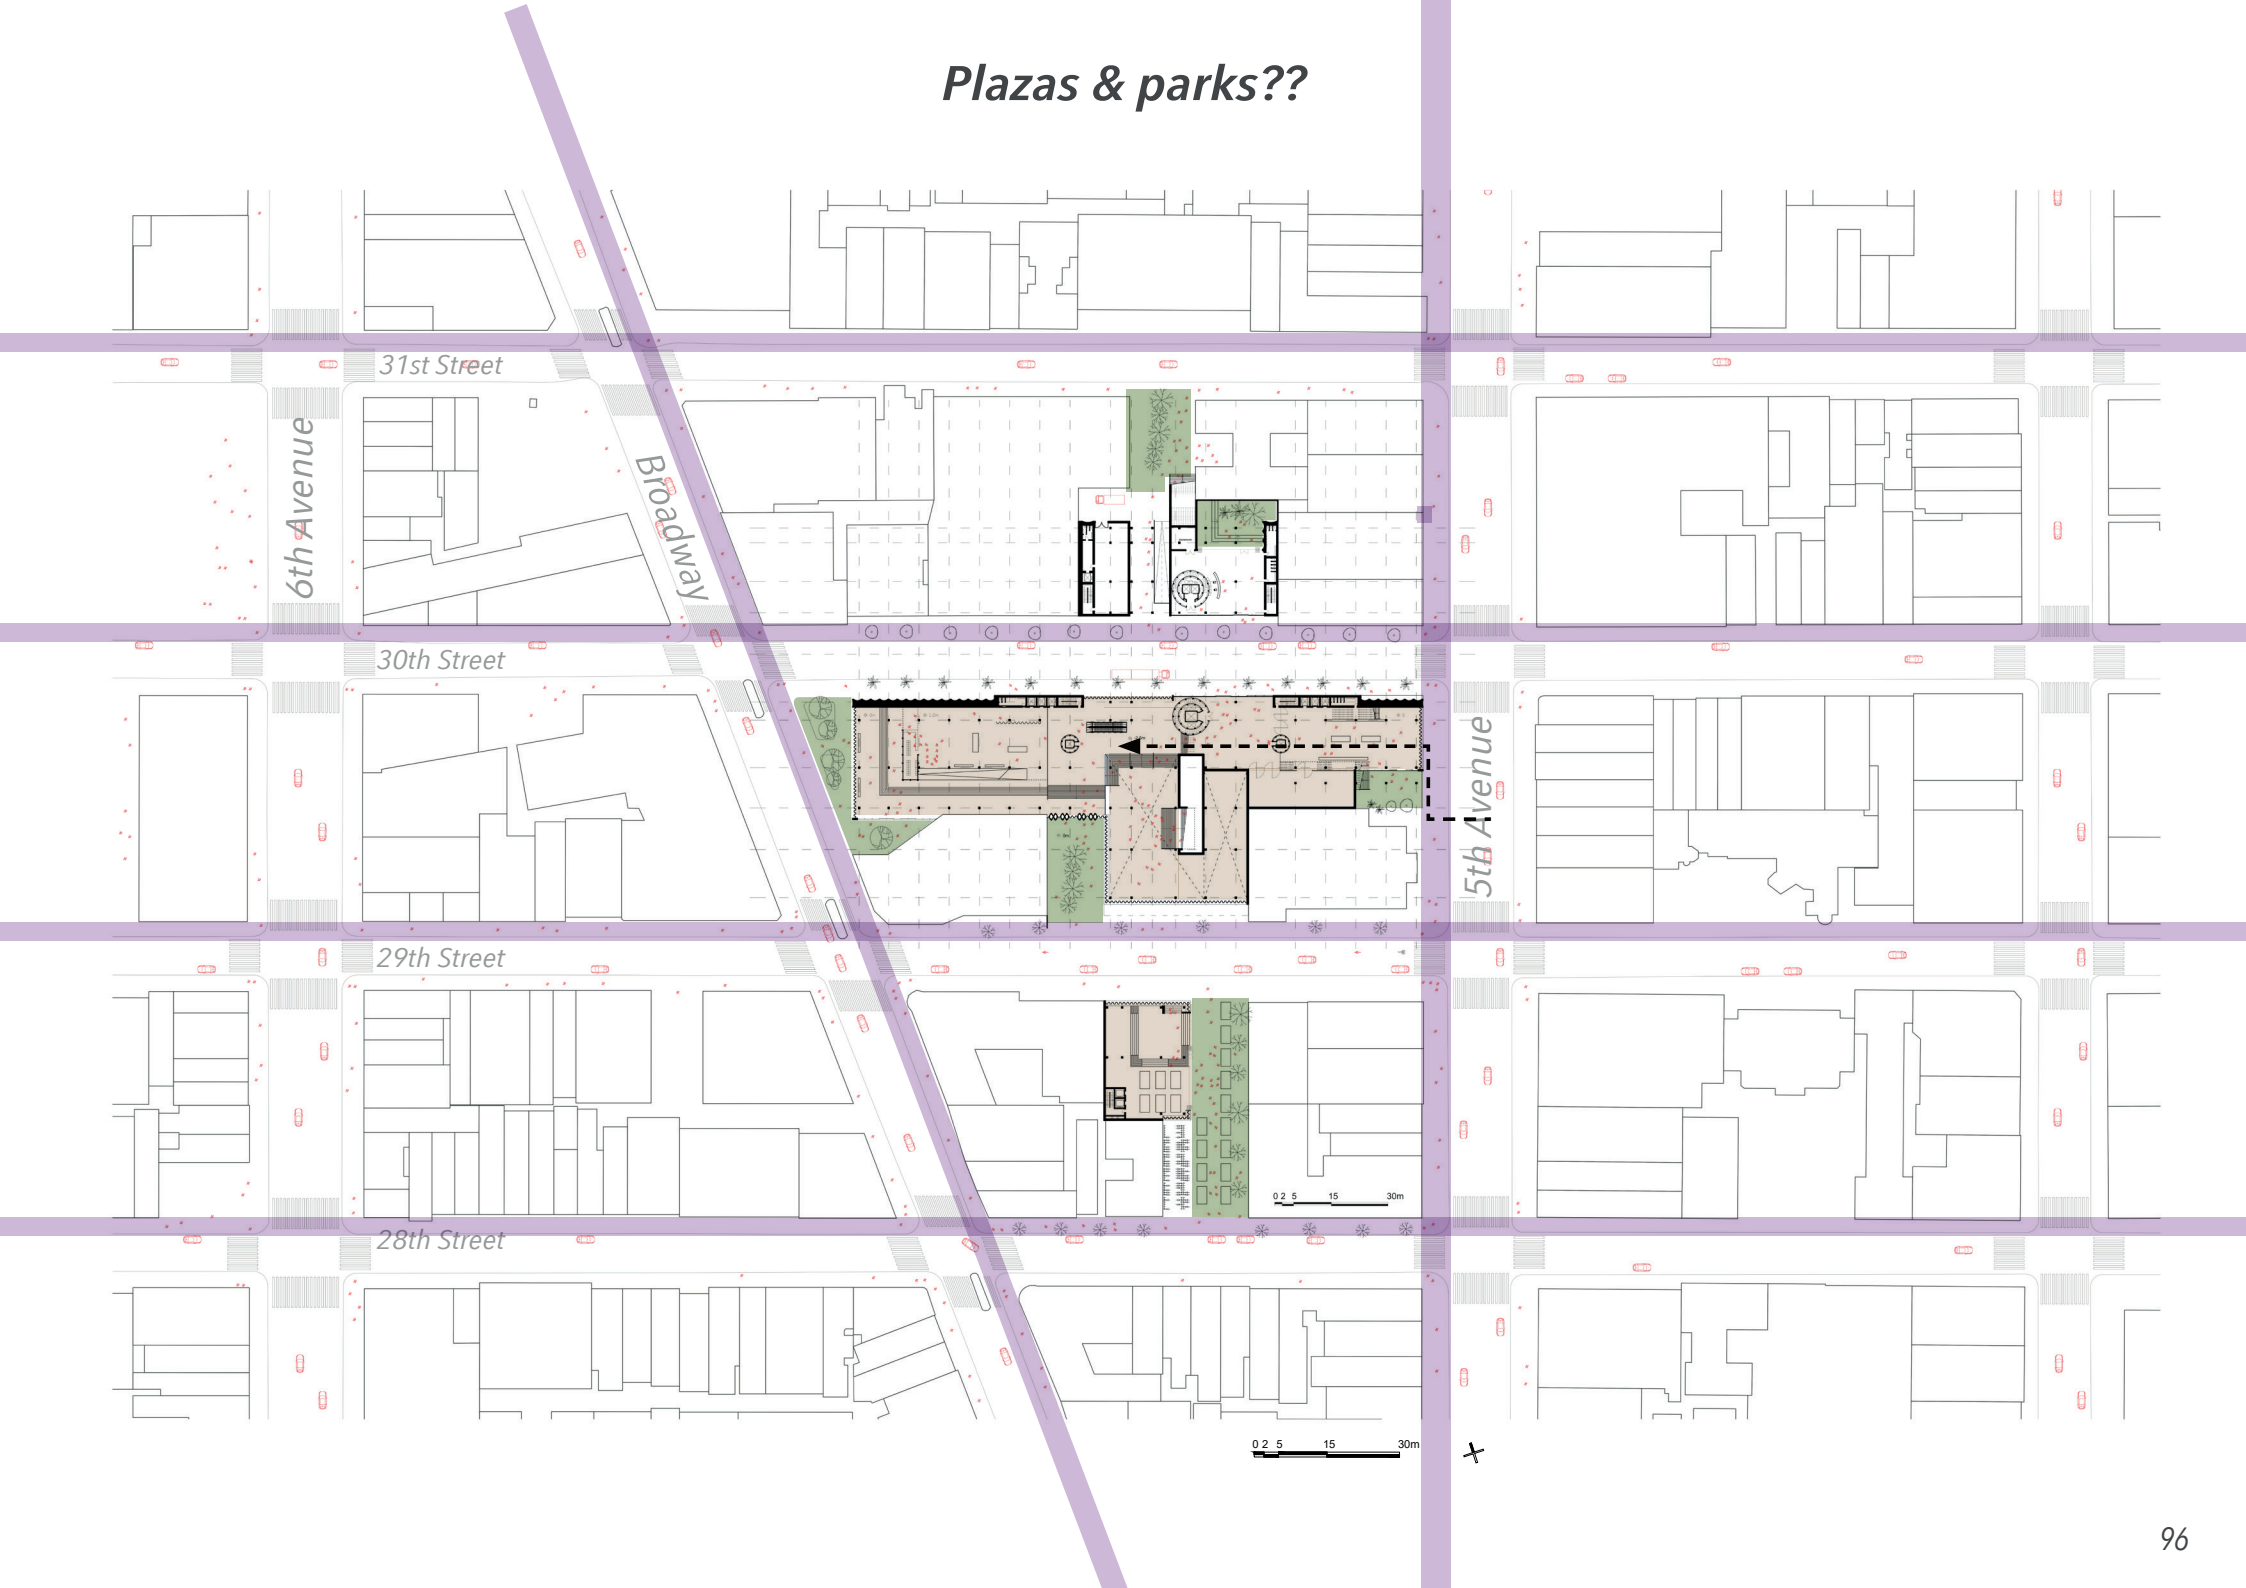 Plazas & parks??
31st Street
6th Avenue
Broadway
30th Street
5th Avenue
29th Street
0 2 5 15 30m
28th Street
0 2 5 15 30m
96